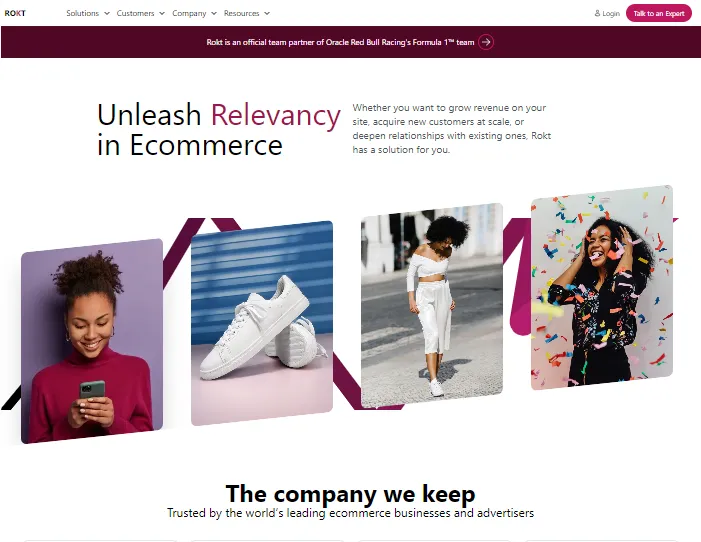 ROKT
Solutions
Customers
Company
Resources
Login
Talk to an Expert
Rokt is an official team partner of Oracle Red Bull Racing's Formula 1™ team
Unleash Relevancy
in Ecommerce
Whether you want to grow revenue on your
site, acquire new customers at scale, or
deepen relationships with existing ones, Rokt
has a solution for you.
The company we keep
Trusted by the world's leading ecommerce businesses and advertisers